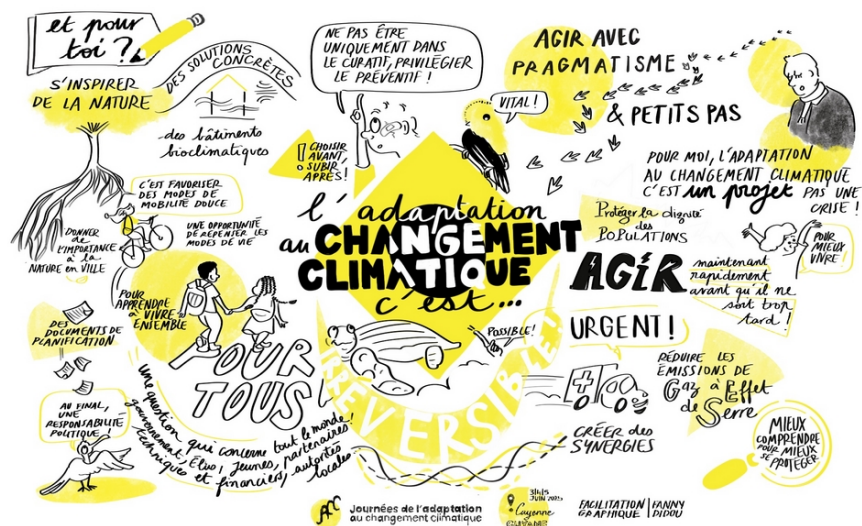 et pour
toi ?
S'INSPIRER
DE LA NATURE
DES SOLUTIONS
CONCRÈTES
des bâtiments
bioclimatiques
NE PAS ÊTRE
UNIQUEMENT DANS
LE CURATIF, PRIVILÉGIER
LE PRÉVENTIF !
! CHOISIR
AVANT,
SUBIR
APRÈS !
VITAL !
AGIR AVEC
PRAGMATISME
& PETITS PAS
POUR MOI, L'ADAPTATION
AU CHANGEMENT CLIMATIQUE
C'EST un projet PAS UNE
CRISE !
C'EST FAVORISER
DES MODES DE
MOBILITÉ DOUCE
UNE OPPORTUNITÉ
DE REPENSER LES
MODES DE VIE
DONNER
de
L'IMPORTANCE
à la
NATURE en VILLE
l'adaptation
au CHANGEMENT
CLIMATIQUE
c'est...
Protéger la dignité
des
POPULATIONS
POUR
MIEUX
VIVRE !
AGIR
maintenant
rapidement
avant qu'il ne
soit trop
tard !
POUR
APPRENDRE
à VIVRE
ENSEMBLE
DES
DOCUMENTS DE
PLANIFICATION
POUR
TOUS
POSSIBLE !
IRRÉVERSIBLE !
URGENT !
RÉDUIRE LES
ÉMISSIONS DE
Gaz à Effet
de Serre
AU FINAL,
UNE
RESPONSABILITÉ
POLITIQUE !
Une question qui concerne tout le monde !
gouvernement, Élus, jeunes, partenaires
techniques et financiers, autorités
locales
CRÉER des
SYNERGIES
MIEUX
COMPRENDRE
POUR MIEUX
SE PROTÉGER
Journées de l'adaptation
au changement climatique
JUIN 2025
Cayenne
GUYANE
FACILITATION
GRAPHIQUE
FANNY
DIDOU